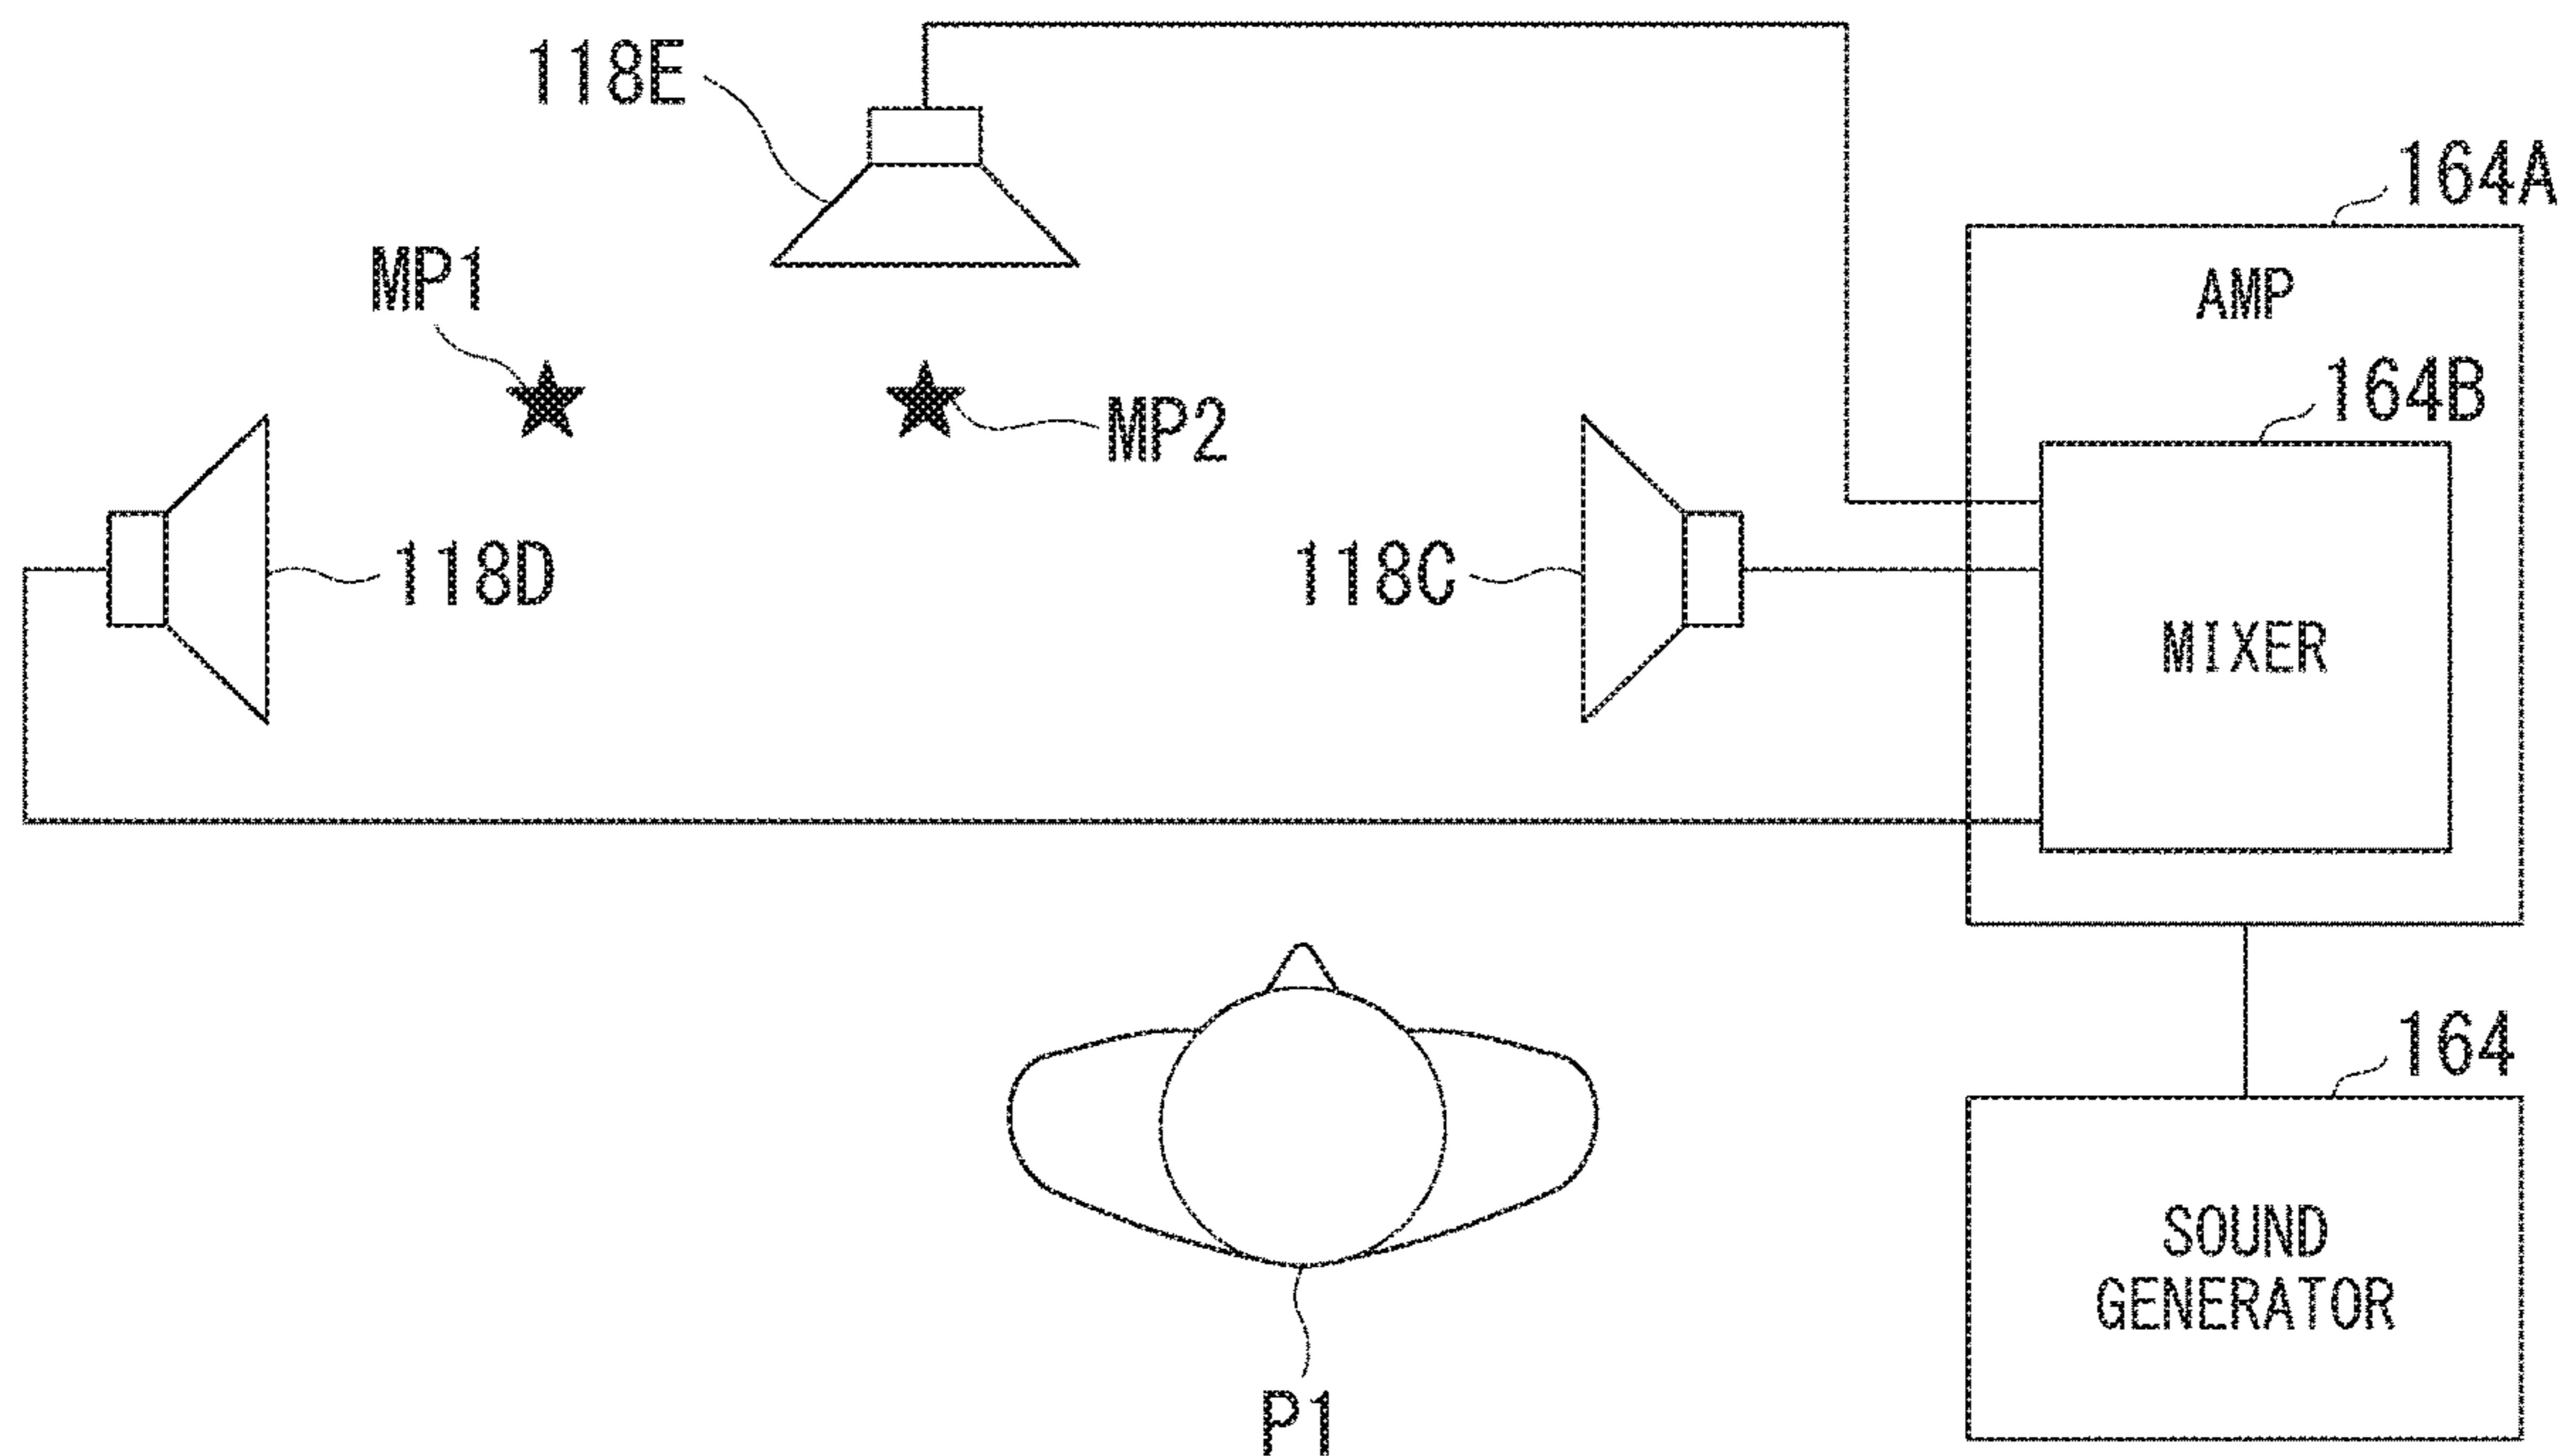 118E
164A
AMP
MP1
164B
MP2
118D
118C
MIXER
164
SOUND
GENERATOR
P1